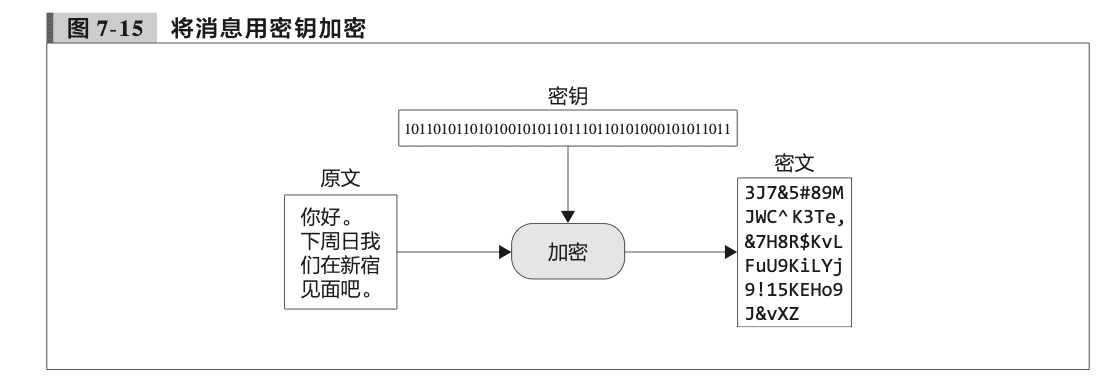 图 7-15 将消息用密钥加密
密钥
1011010110101001010110111011010100010101011011
原文
你好。
下周日我
们在新宿
见面吧。
加密
密文
3J7&5#89M
JWC^K3Te,
&7H8R$KvL
FuU9KiLYj
9!15KEHo9
J&vXZ